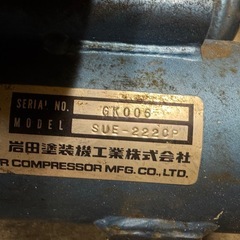 SERIAL NO. GK006
MODEL SUE-222CP
岩田塗装機工業株式会社
R COMPRESSOR MFG. CO., LTD.